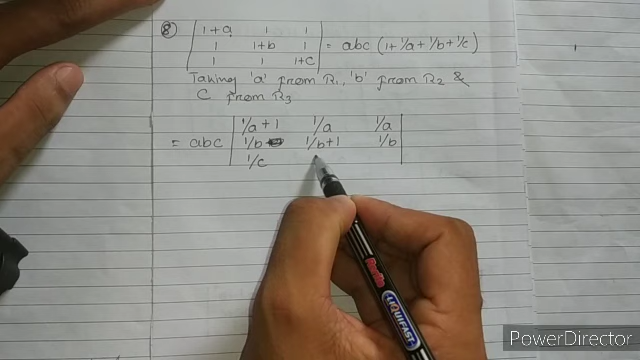 ⑧ | 1+a 1 1 |
| 1 1+b 1 | = abc (1+1/a+1/b+1/c)
| 1 1 1+c |
Taking 'a' from R₁, 'b' from R₂ &
C from R₃
| 1/a+1 1/a 1/a |
= abc | 1/b 1/b+1 1/b |
| 1/c
LIQUIFLO
PowerDirector